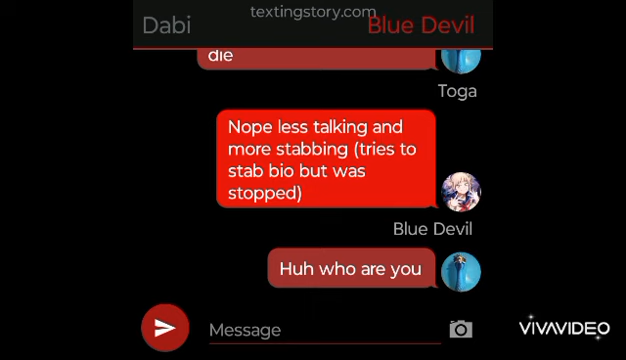 textingstory.com
Dabi
Blue Devil
die
Toga
Nope less talking and
more stabbing (tries to
stab bio but was
stopped)
Blue Devil
Huh who are you
Message
VIVAVIDEO